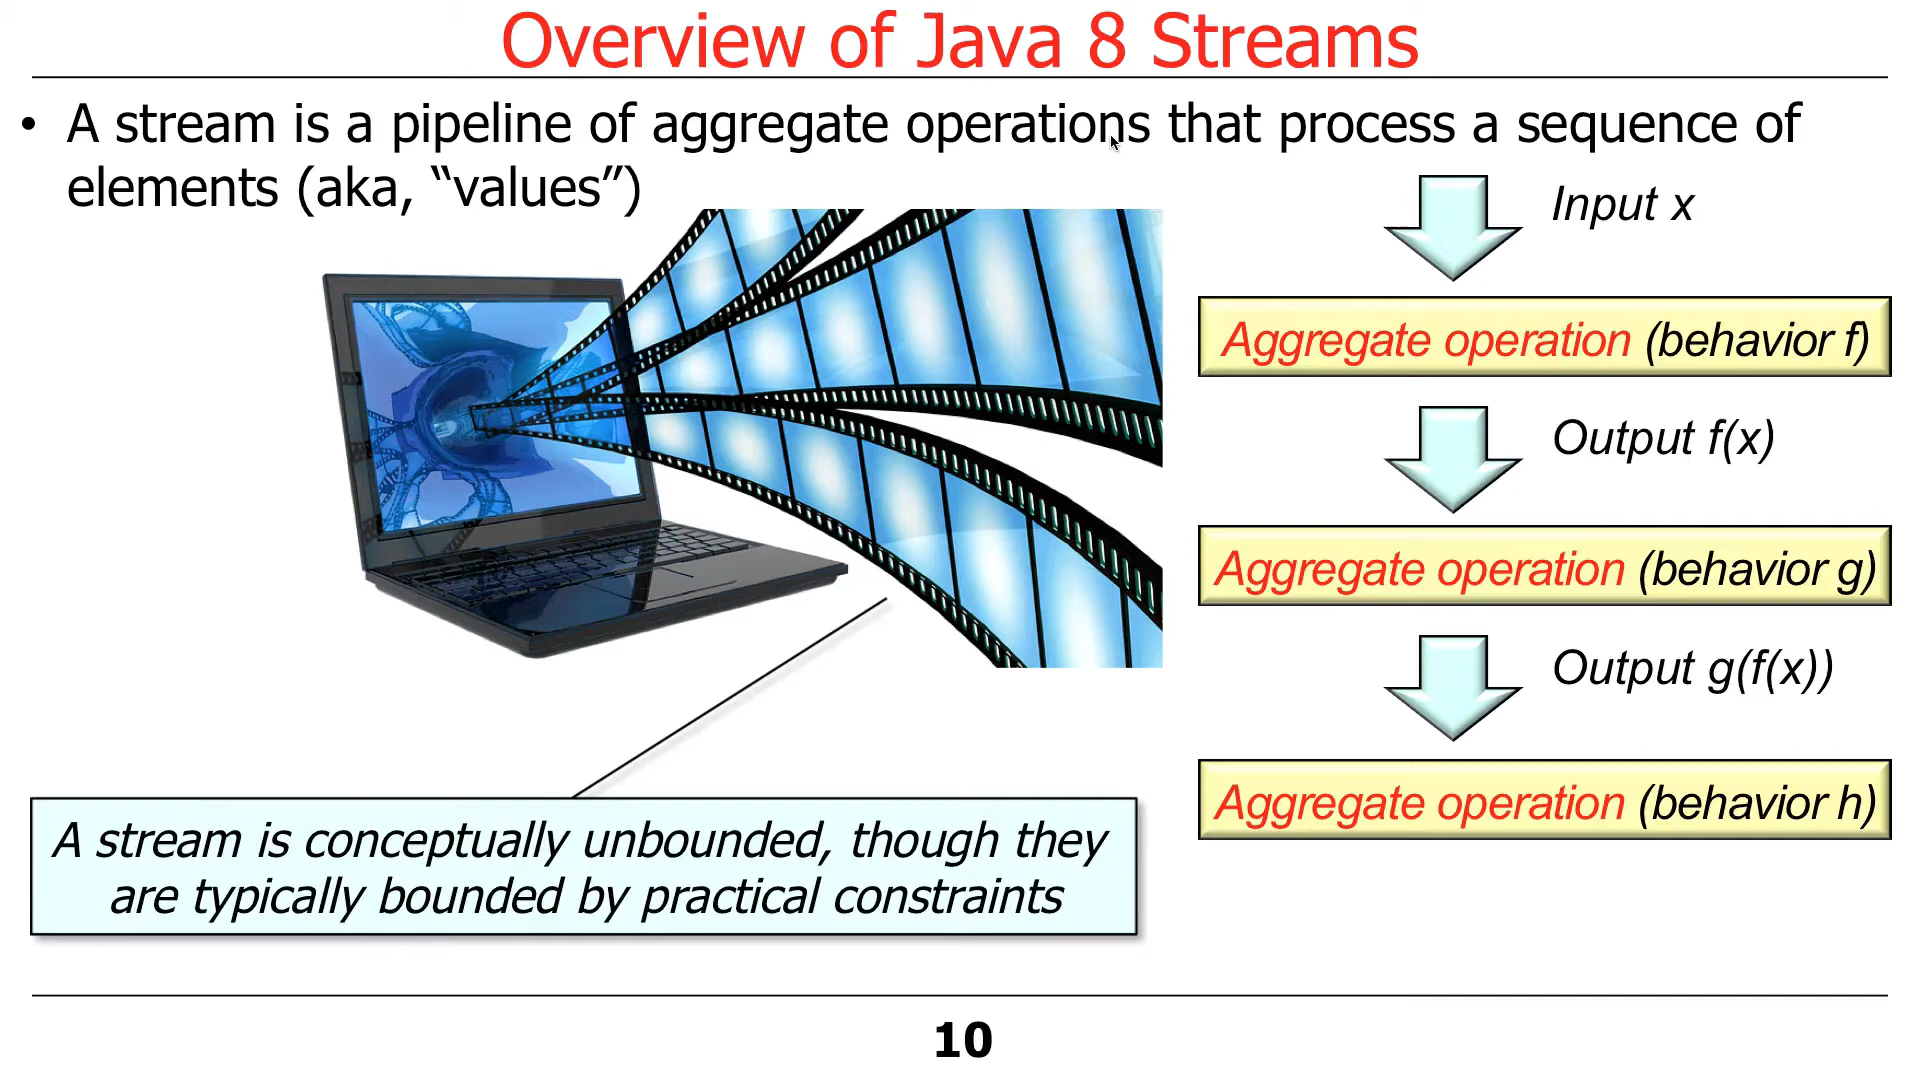 Overview of Java 8 Streams
• A stream is a pipeline of aggregate operations that process a sequence of
elements (aka, “values”)
Input x
Aggregate operation (behavior f)
Output f(x)
Aggregate operation (behavior g)
Output g(f(x))
Aggregate operation (behavior h)
A stream is conceptually unbounded, though they
are typically bounded by practical constraints
10